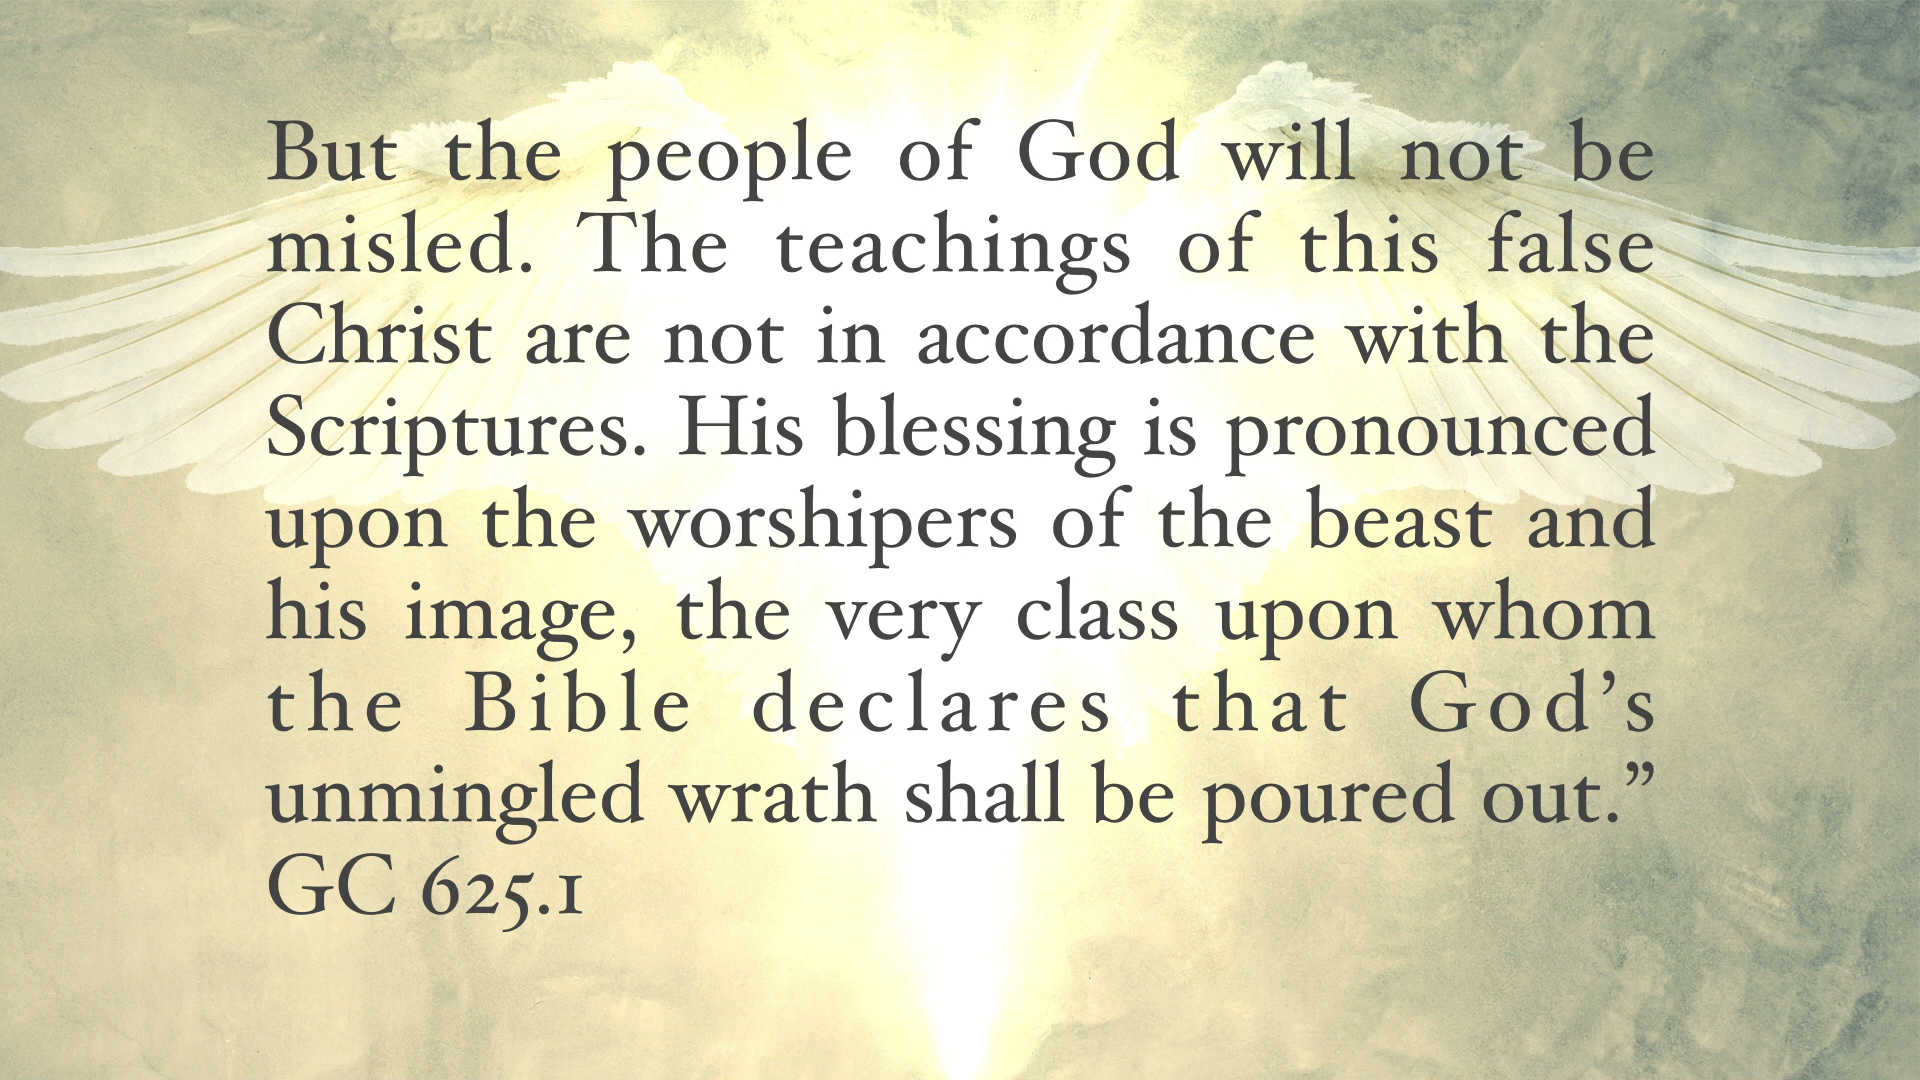 But the people of God will not be
misled. The teachings of this false
Christ are not in accordance with the
Scriptures. His blessing is pronounced
upon the worshipers of the beast and
his image, the very class upon whom
the Bible declares that God’s
unmingled wrath shall be poured out.”
GC 625.1